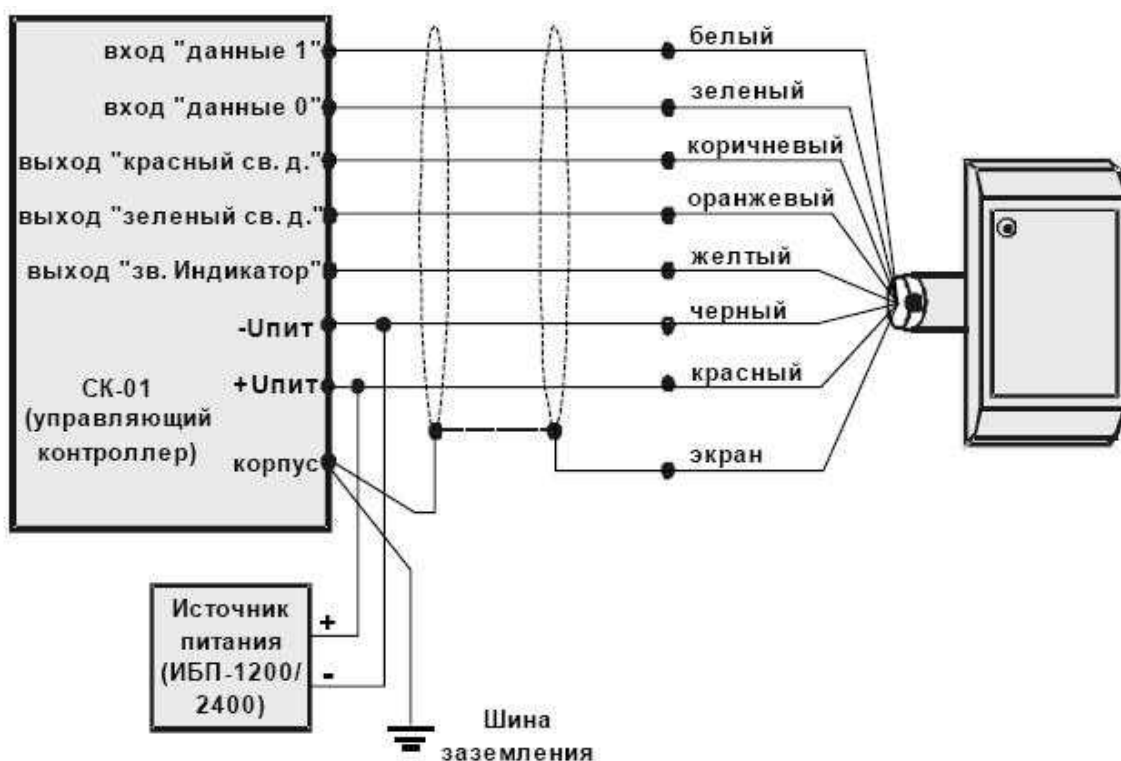 вход "данные 1"
белый
вход "данные 0"
зеленый
выход "красный св. д."
коричневый
выход "зеленый св. д."
оранжевый
выход "зв. Индикатор"
желтый
-Uпит
черный
+Uпит
красный
СК-01
(управляющий
контроллер)
корпус
экран
Источник
питания
(ИБП-1200/
2400)
+
-
Шина
заземления